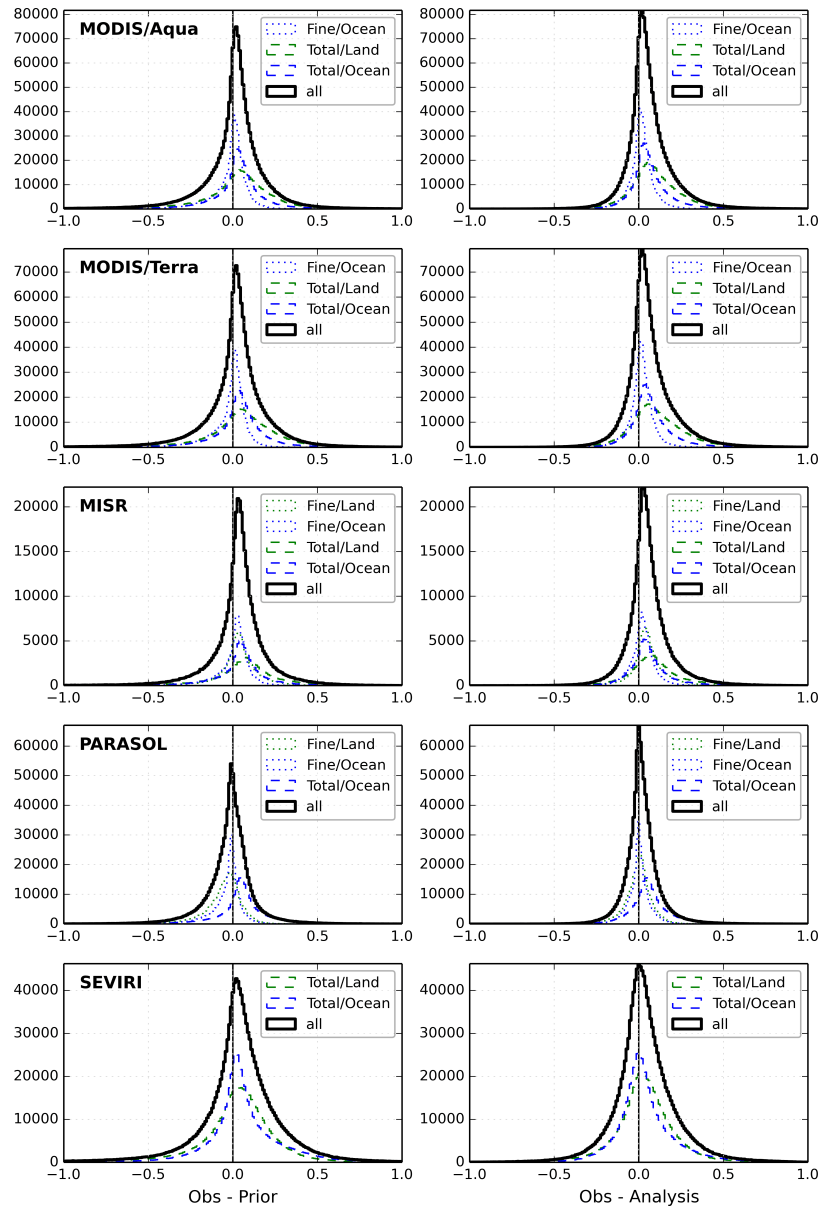 80000
70000
60000
50000
40000
30000
20000
10000
0
−1.0 −0.5 0.0 0.5 1.0
MODIS/Aqua
Fine/Ocean
Total/Land
Total/Ocean
all
80000
70000
60000
50000
40000
30000
20000
10000
0
−1.0 −0.5 0.0 0.5 1.0
Fine/Ocean
Total/Land
Total/Ocean
all
70000
60000
50000
40000
30000
20000
10000
0
−1.0 −0.5 0.0 0.5 1.0
MODIS/Terra
Fine/Ocean
Total/Land
Total/Ocean
all
70000
60000
50000
40000
30000
20000
10000
0
−1.0 −0.5 0.0 0.5 1.0
Fine/Ocean
Total/Land
Total/Ocean
all
20000
15000
10000
5000
0
−1.0 −0.5 0.0 0.5 1.0
MISR
Fine/Land
Fine/Ocean
Total/Land
Total/Ocean
all
20000
15000
10000
5000
0
−1.0 −0.5 0.0 0.5 1.0
Fine/Land
Fine/Ocean
Total/Land
Total/Ocean
all
60000
50000
40000
30000
20000
10000
0
−1.0 −0.5 0.0 0.5 1.0
PARASOL
Fine/Land
Fine/Ocean
Total/Ocean
all
60000
50000
40000
30000
20000
10000
0
−1.0 −0.5 0.0 0.5 1.0
Fine/Land
Fine/Ocean
Total/Ocean
all
40000
30000
20000
10000
0
−1.0 −0.5 0.0 0.5 1.0
Obs - Prior
SEVIRI
Total/Land
Total/Ocean
all
40000
30000
20000
10000
0
−1.0 −0.5 0.0 0.5 1.0
Obs - Analysis
Total/Land
Total/Ocean
all